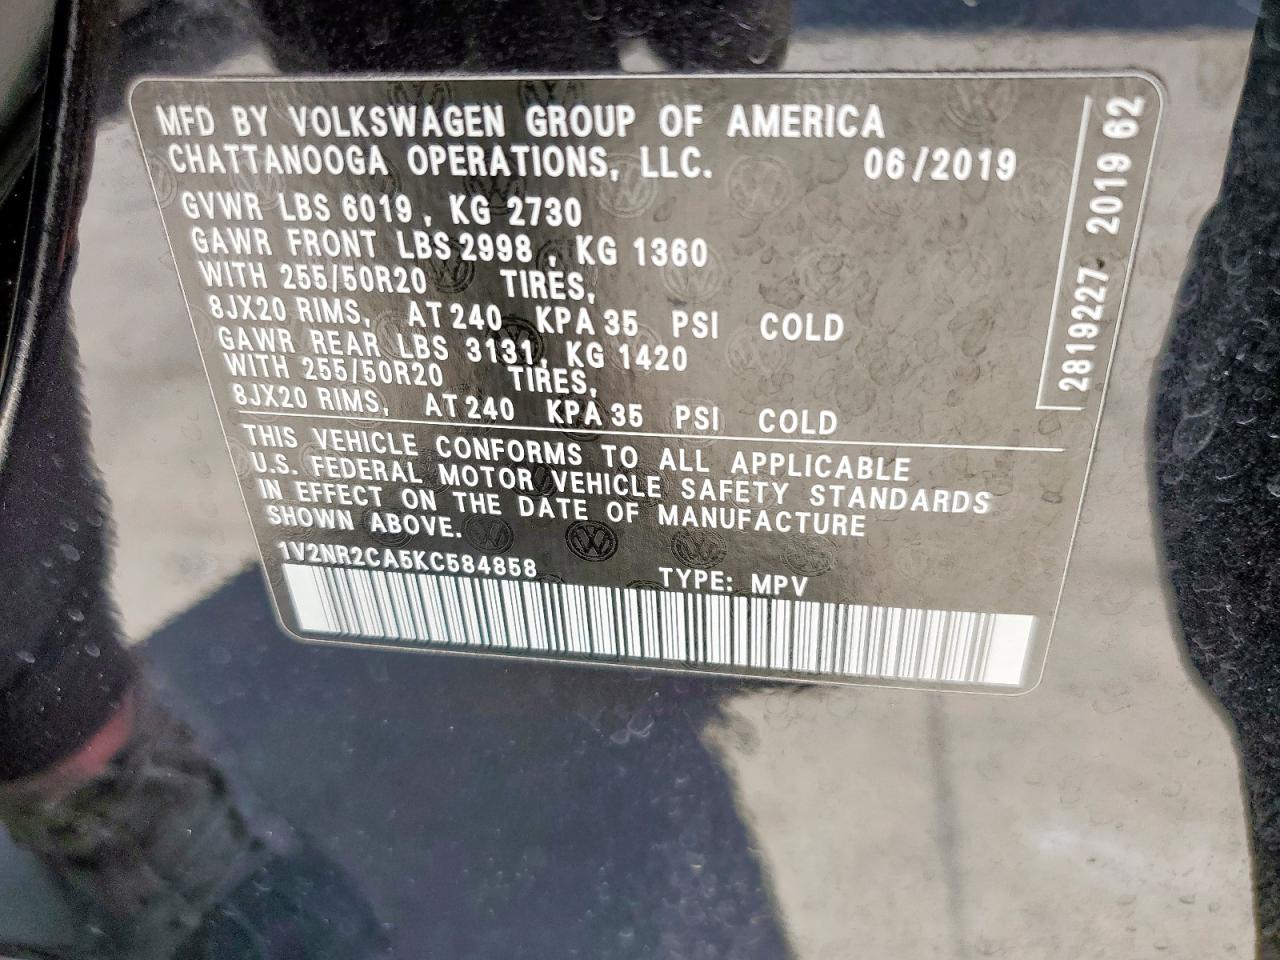 MFD BY VOLKSWAGEN GROUP OF AMERICA
CHATTANOOGA OPERATIONS, LLC. 06/2019
GVWR LBS 6019, KG 2730
GAWR FRONT LBS 2998, KG 1360
WITH 255/50R20 TIRES,
8JX20 RIMS, AT 240 KPA 35 PSI COLD
GAWR REAR LBS 3131, KG 1420
WITH 255/50R20 TIRES,
8JX20 RIMS, AT 240 KPA 35 PSI COLD
THIS VEHICLE CONFORMS TO ALL APPLICABLE
U.S. FEDERAL MOTOR VEHICLE SAFETY STANDARDS
IN EFFECT ON THE DATE OF MANUFACTURE
SHOWN ABOVE.
1V2NR2CA5KC584858 TYPE: MPV
2819227 2019 62